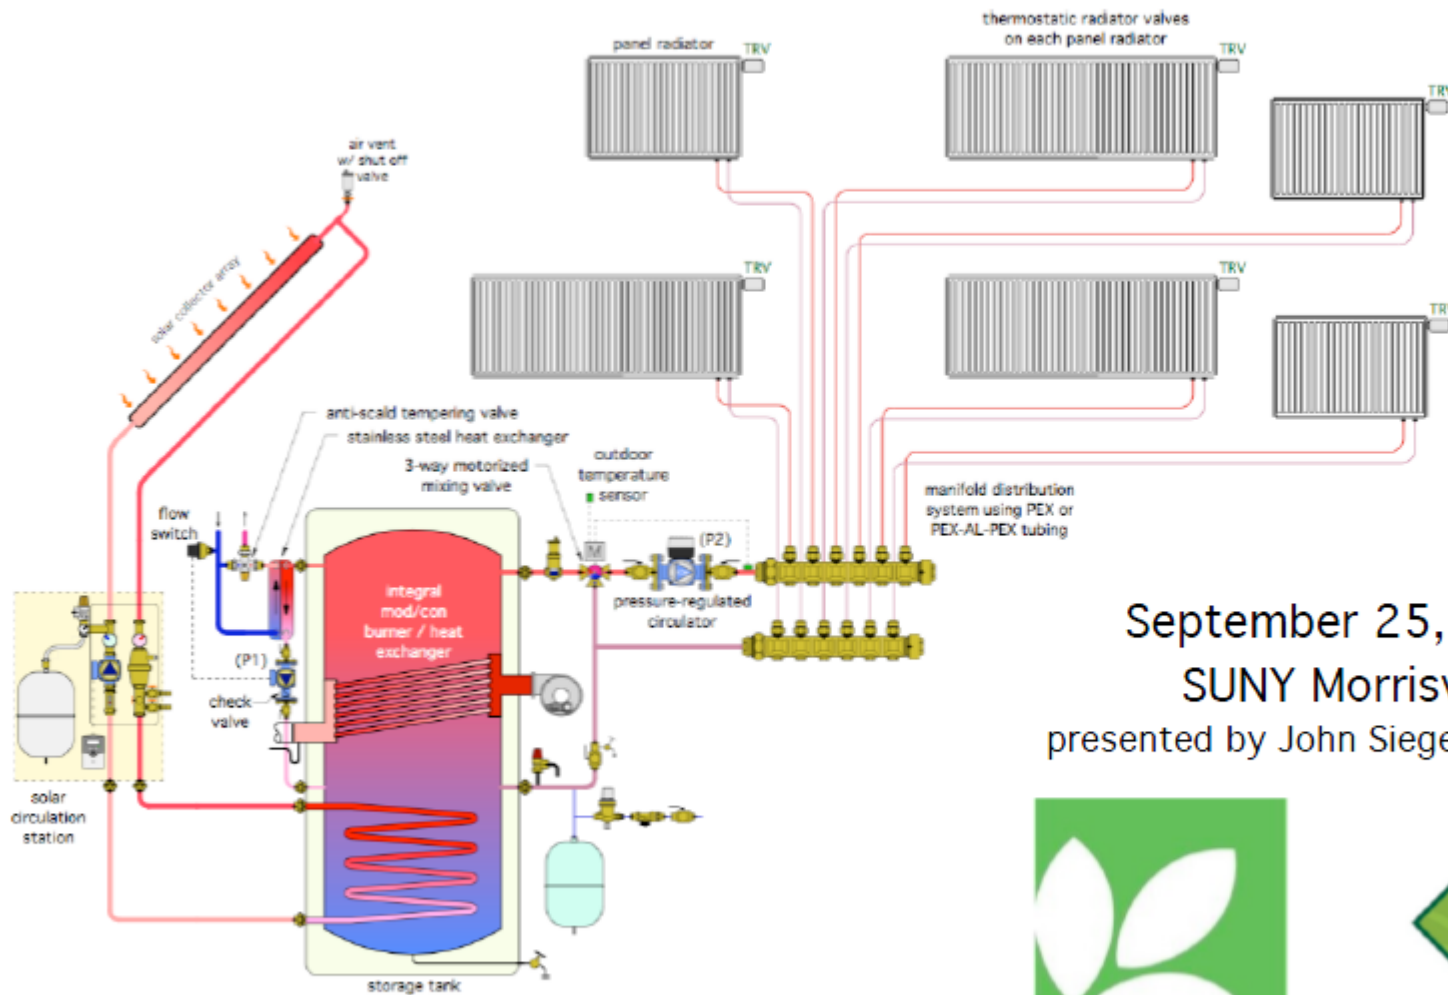 thermostatic radiator valves
on each panel radiator
panel radiator
TRV
TRV
TRV
air vent
w/ shut off
valve
solar collector array
TRV
TRV
TRV
anti-scald tempering valve
stainless steel heat exchanger
3-way motorized
mixing valve
outdoor
temperature
sensor
manifold distribution
system using PEX or
PEX-AL-PEX tubing
flow
switch
M
(P2)
pressure-regulated
circulator
integral
mod/con
burner / heat
exchanger
(P1)
check
valve
solar
circulation
station
storage tank
September 25,
SUNY Morrisv
presented by John Siege